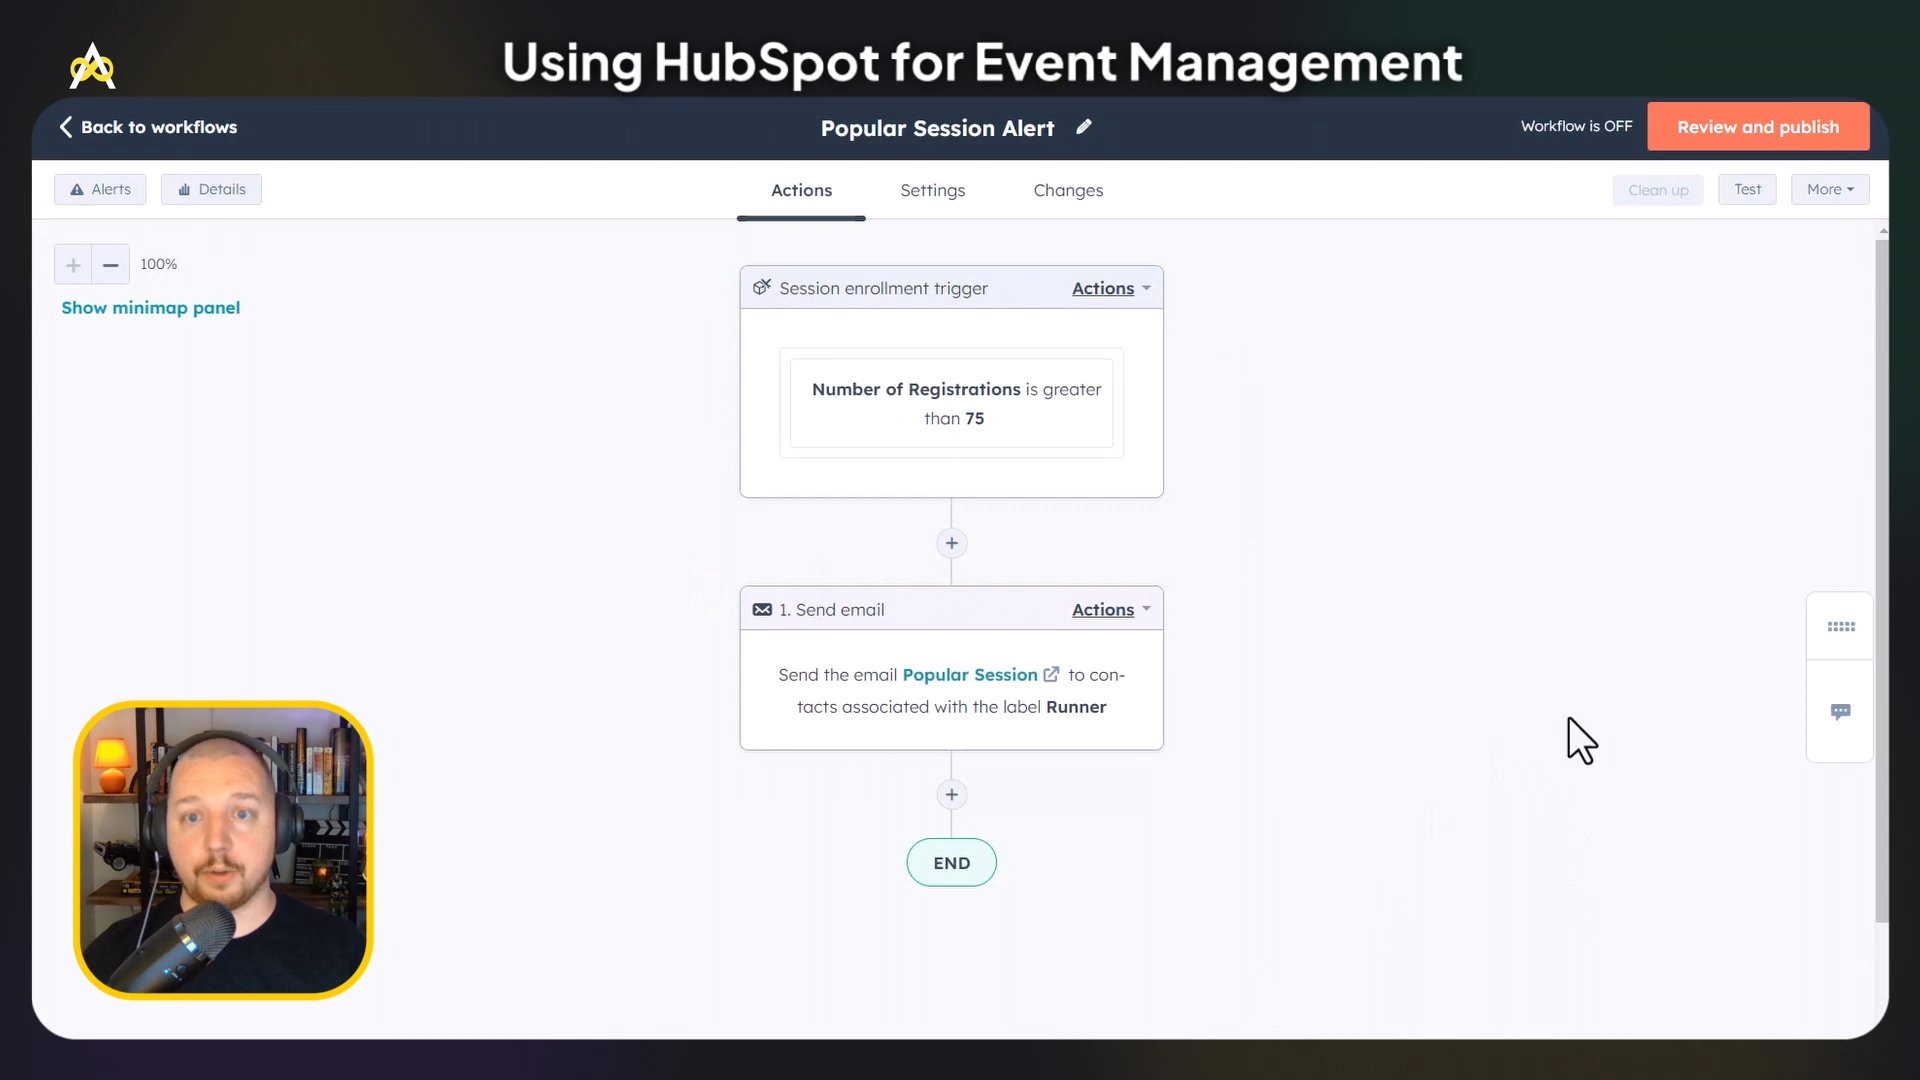 Using HubSpot for Event Management
Back to workflows
Popular Session Alert
Workflow is OFF
Review and publish
Alerts
Details
Actions
Settings
Changes
Clean up
Test
More
100%
Show minimap panel
Session enrollment trigger
Actions
Number of Registrations is greater
than 75
1. Send email
Actions
Send the email Popular Session to con-
tacts associated with the label Runner
END